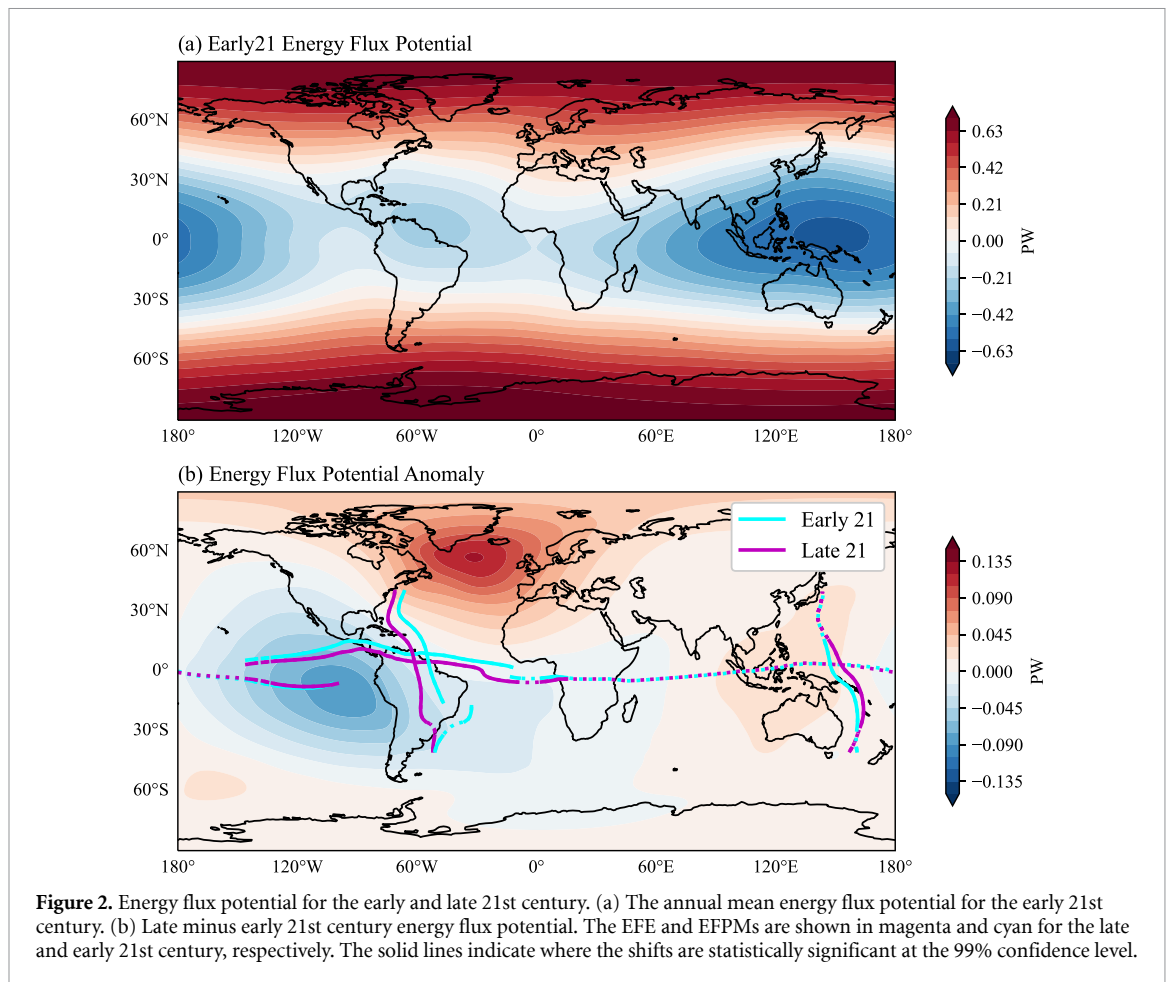 (a) Early21 Energy Flux Potential
60°N
30°N
0°
30°S
60°S
180°
120°W
60°W
0°
60°E
120°E
180°
0.63
0.42
0.21
0.00
−0.21
−0.42
−0.63
PW
(b) Energy Flux Potential Anomaly
Early 21
Late 21
60°N
30°N
0°
30°S
60°S
180°
120°W
60°W
0°
60°E
120°E
180°
0.135
0.090
0.045
0.000
−0.045
−0.090
−0.135
PW
Figure 2. Energy flux potential for the early and late 21st century. (a) The annual mean energy flux potential for the early 21st
century. (b) Late minus early 21st century energy flux potential. The EFE and EFPMs are shown in magenta and cyan for the late
and early 21st century, respectively. The solid lines indicate where the shifts are statistically significant at the 99% confidence level.